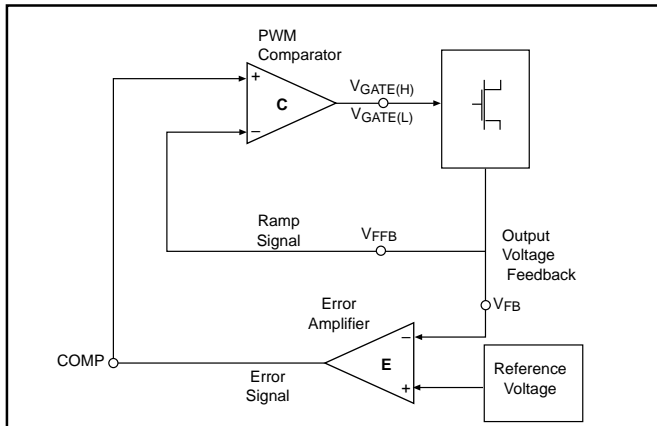 PWM
Comparator
+
C
−
VGATE(H)
VGATE(L)
Ramp
Signal
VFFB
Output
Voltage
Feedback
VFB
Error
Amplifier
−
E
+
COMP
Error
Signal
Reference
Voltage